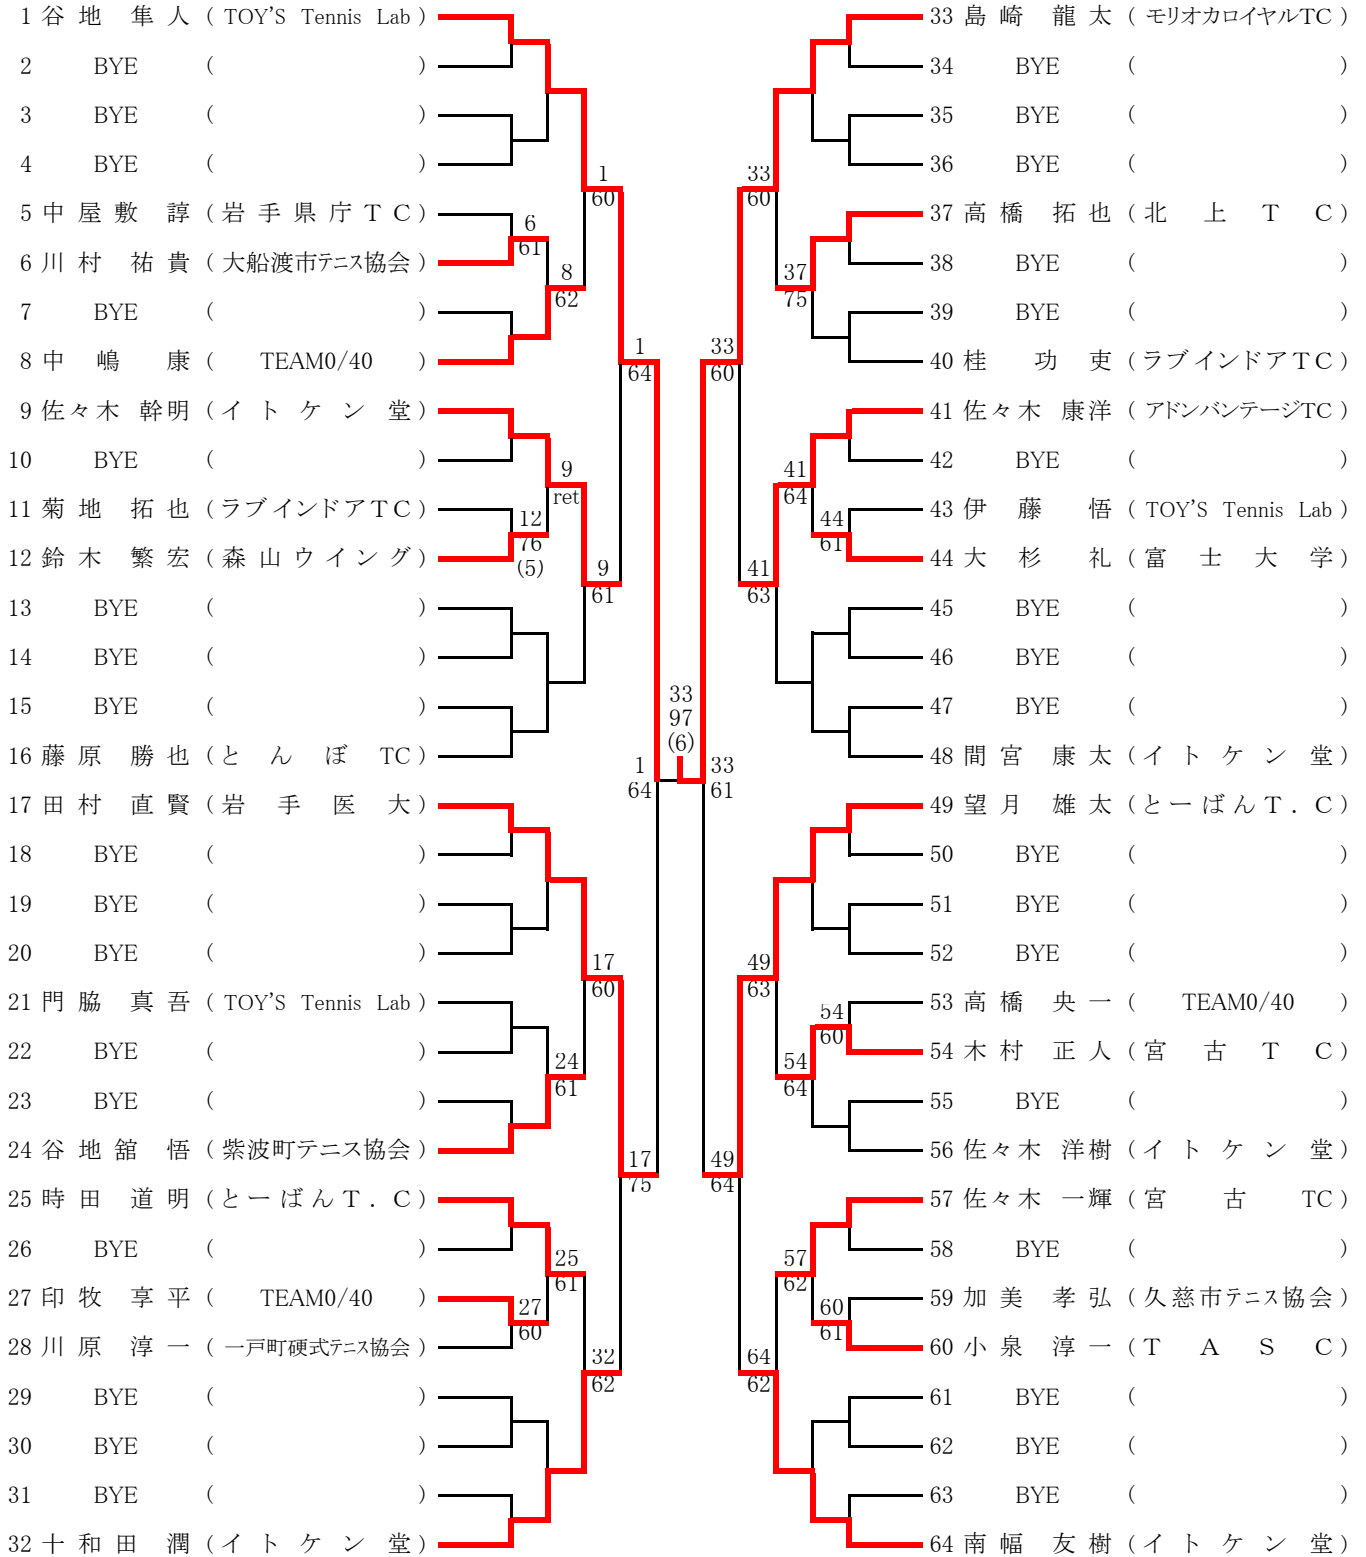 1 谷 地 隼 人 ( TOY'S Tennis Lab )
2 BYE ( )
3 BYE ( )
4 BYE ( )
5 中 屋 敷 諄 ( 岩 手 県 庁 T C )
6 川 村 祐 貴 ( 大船渡市テニス協会 )
7 BYE ( )
8 中 嶋 康 ( TEAM0/40 )
9 佐々木 幹明 ( イ ト ケ ン 堂 )
10 BYE ( )
11 菊 地 拓 也 ( ラブインドアTC )
12 鈴 木 繁 宏 ( 森 山 ウ イ ン グ )
13 BYE ( )
14 BYE ( )
15 BYE ( )
16 藤 原 勝 也 ( と ん ぼ TC )
17 田 村 直 賢 ( 岩 手 医 大 )
18 BYE ( )
19 BYE ( )
20 BYE ( )
21 門 脇 真 吾 ( TOY'S Tennis Lab )
22 BYE ( )
23 BYE ( )
24 谷 地 舘 悟 ( 紫波町テニス協会 )
25 時 田 道 明 ( とーばんT. C )
26 BYE ( )
27 印 牧 享 平 ( TEAM0/40 )
28 川 原 淳 一 ( 一戸町硬式テニス協会 )
29 BYE ( )
30 BYE ( )
31 BYE ( )
32 十 和 田 潤 ( イ ト ケ ン 堂 )
6
61
12
76
(5)
27
60
8
62
9
ret
24
61
25
61
1
60
9
61
17
60
32
62
1
64
17
75
1
64
33
97
(6)
33
61
33
60
49
64
33
60
41
63
49
63
64
62
37
75
41
64
54
64
57
62
44
61
54
60
60
61
33 島 崎 龍 太 ( モリオカロイヤルTC )
34 BYE ( )
35 BYE ( )
36 BYE ( )
37 高 橋 拓 也 ( 北 上 T C )
38 BYE ( )
39 BYE ( )
40 桂 功 吏 ( ラブインドアTC )
41 佐々木 康洋 ( アドンバンテージTC )
42 BYE ( )
43 伊 藤 悟 ( TOY'S Tennis Lab )
44 大 杉 礼 ( 富 士 大 学 )
45 BYE ( )
46 BYE ( )
47 BYE ( )
48 間 宮 康 太 ( イ ト ケ ン 堂 )
49 望 月 雄 太 ( とーばんT. C )
50 BYE ( )
51 BYE ( )
52 BYE ( )
53 高 橋 央 一 ( TEAM0/40 )
54 木 村 正 人 ( 宮 古 T C )
55 BYE ( )
56 佐々木 洋樹 ( イ ト ケ ン 堂 )
57 佐々木 一輝 ( 宮 古 TC )
58 BYE ( )
59 加 美 孝 弘 ( 久慈市テニス協会 )
60 小 泉 淳 一 ( T A S C )
61 BYE ( )
62 BYE ( )
63 BYE ( )
64 南 幅 友 樹 ( イ ト ケ ン 堂 )